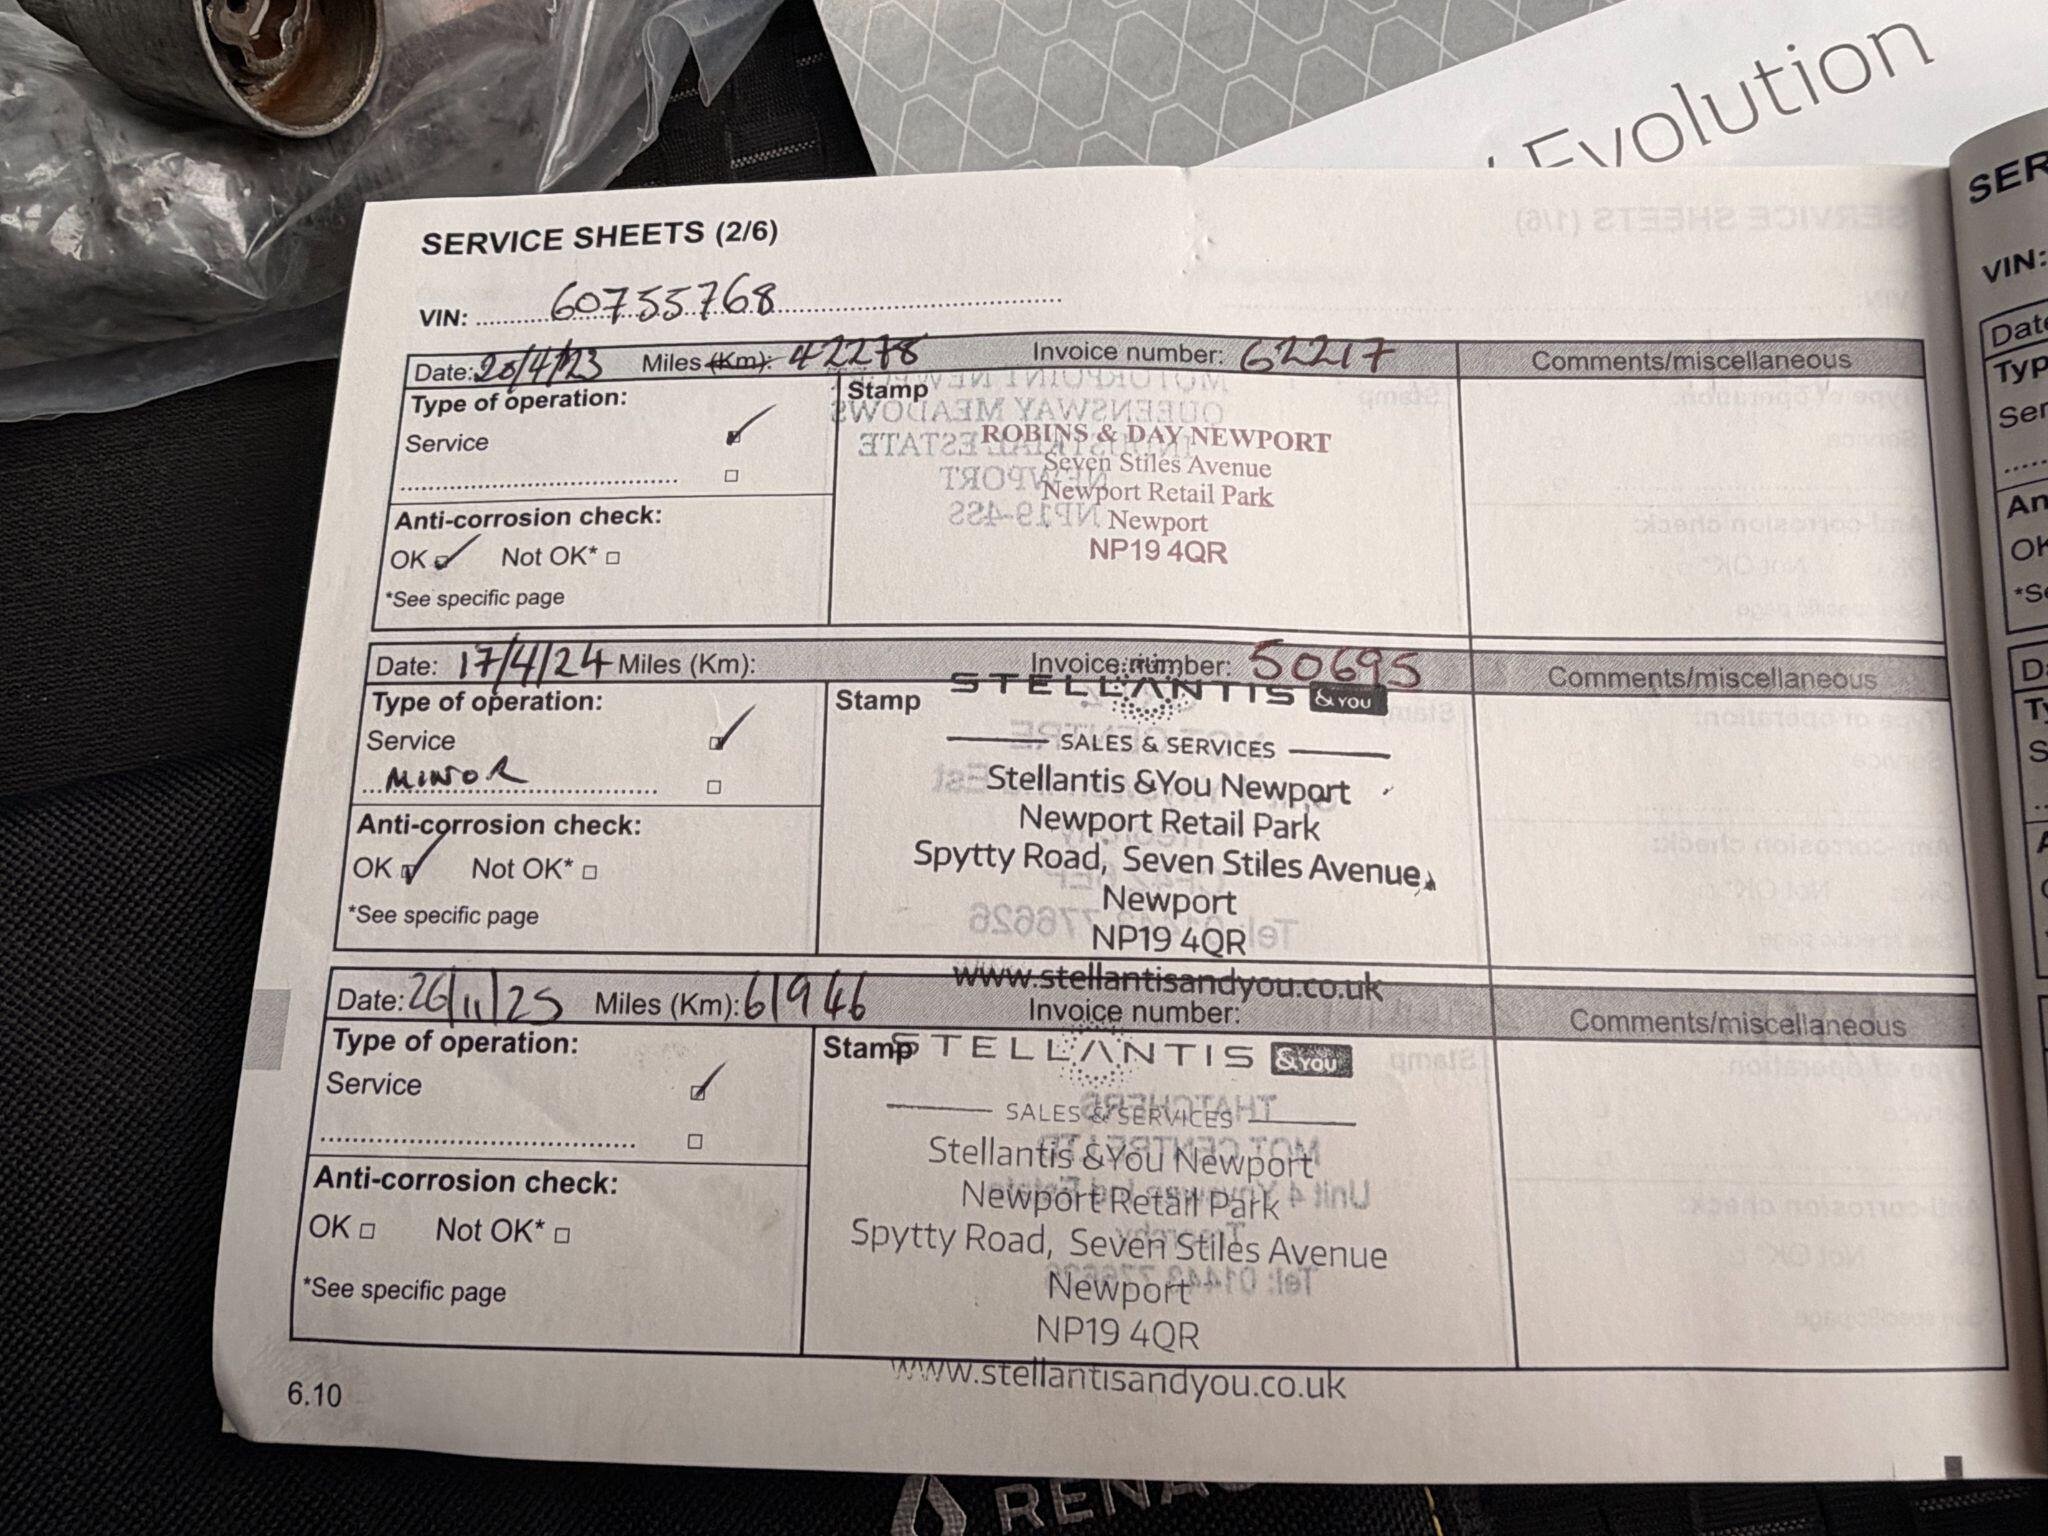 Evolution
SERVICE SHEETS (2/6)
VIN: 60755768
Date: 20/4/23 Miles (Km): 42278 Invoice number: 62217 Comments/miscellaneous
Type of operation:
Service
Anti-corrosion check:
OK Not OK*
*See specific page
Stamp
ROBINS & DAY NEWPORT
Seven Stiles Avenue
Newport Retail Park
Newport
NP19 4QR
Date: 17/4/24 Miles (Km): Invoice number: 50695 Comments/miscellaneous
Type of operation:
Service
MINOR
Anti-corrosion check:
OK Not OK*
*See specific page
Stamp
STELLANTIS &YOU
SALES & SERVICES
Stellantis &You Newport
Newport Retail Park
Spytty Road, Seven Stiles Avenue
Newport
NP19 4QR
www.stellantisandyou.co.uk
Date: 26/11/25 Miles (Km): 61946 Invoice number: Comments/miscellaneous
Type of operation:
Service
Anti-corrosion check:
OK Not OK*
*See specific page
Stamp
STELLANTIS &YOU
SALES & SERVICES
Stellantis &You Newport
Newport Retail Park
Spytty Road, Seven Stiles Avenue
Newport
NP19 4QR
www.stellantisandyou.co.uk
6.10
SER
VIN:
RENA